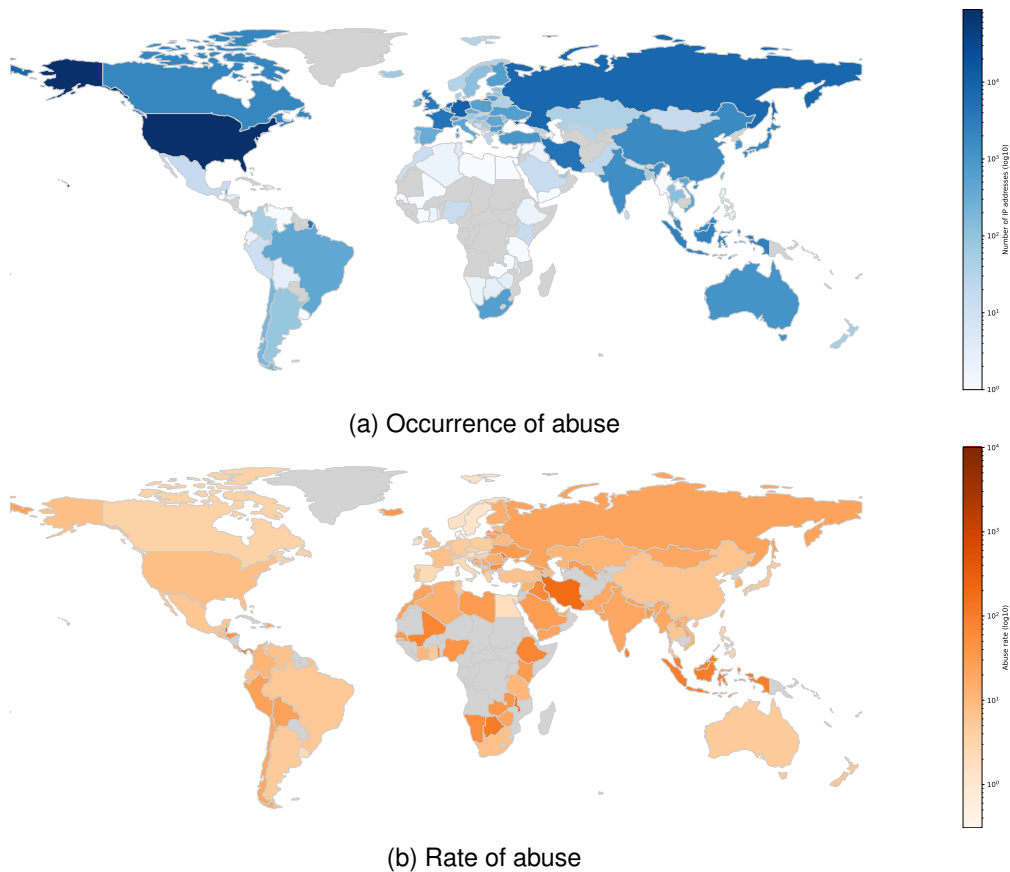 10⁴
10³
10²
10¹
10⁰
Number of IP addresses (log10)
(a) Occurrence of abuse
10⁴
10³
10²
10¹
10⁰
Abuse rate (log10)
(b) Rate of abuse